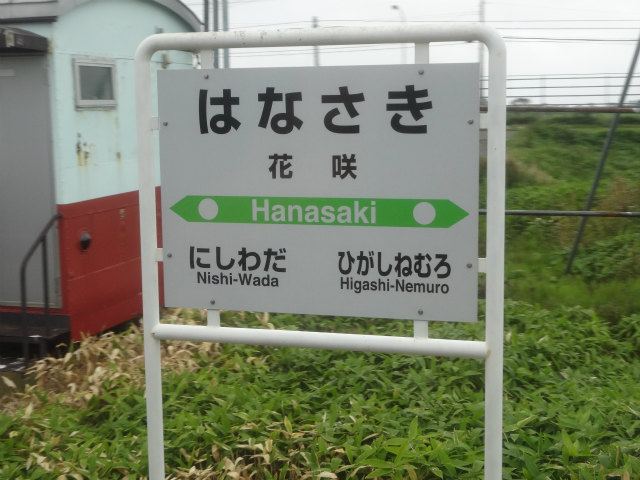 はなさき
花咲
Hanasaki
にしわだ ひがしねむろ
Nishi-Wada Higashi-Nemuro